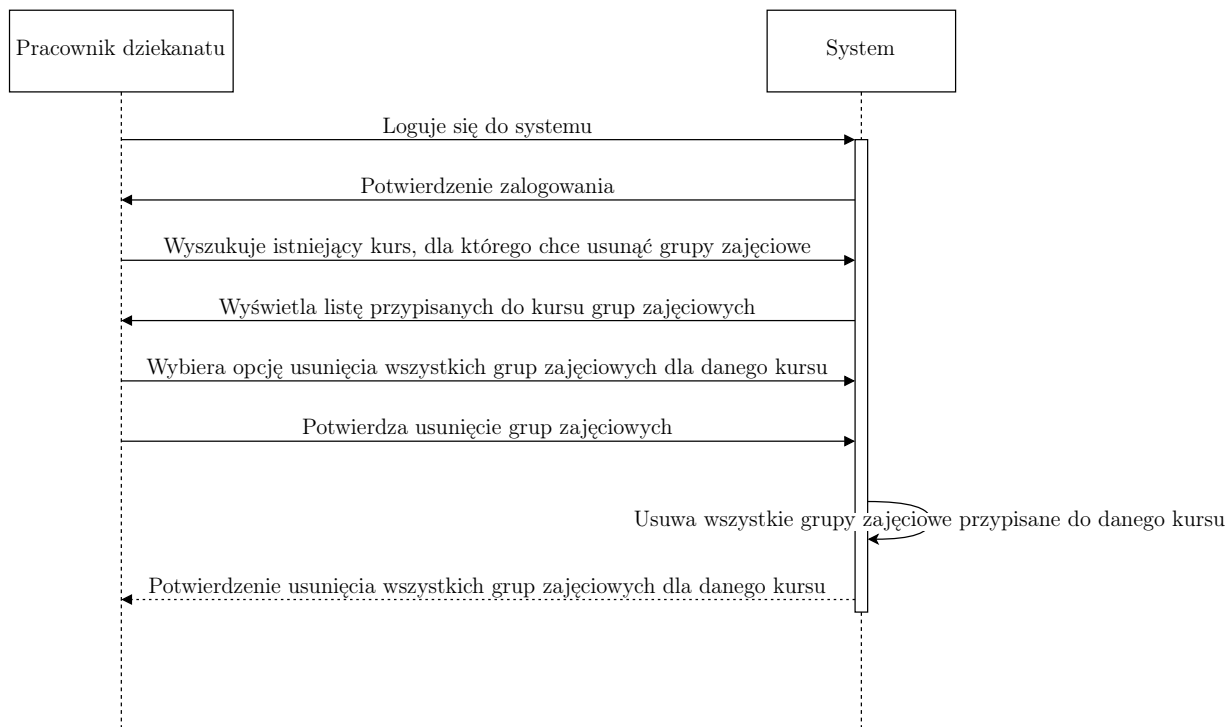 Pracownik dziekanatu
System
Loguje się do systemu
Potwierdzenie zalogowania
Wyszukuje istniejący kurs, dla którego chce usunąć grupy zajęciowe
Wyświetla listę przypisanych do kursu grup zajęciowych
Wybiera opcję usunięcia wszystkich grup zajęciowych dla danego kursu
Potwierdza usunięcie grup zajęciowych
Usuwa wszystkie grupy zajęciowe przypisane do danego kursu
Potwierdzenie usunięcia wszystkich grup zajęciowych dla danego kursu